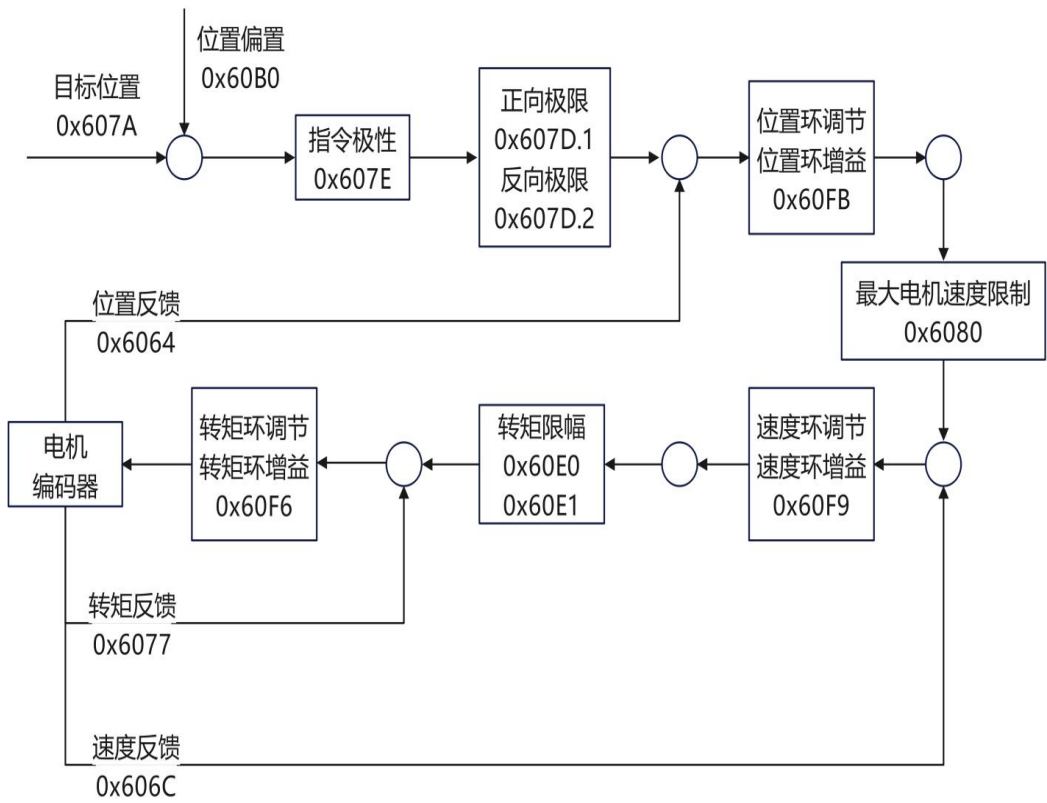 位置偏置
0x60B0
目标位置
0x607A
指令极性
0x607E
正向极限
0x607D.1
反向极限
0x607D.2
位置环调节
位置环增益
0x60FB
最大电机速度限制
0x6080
位置反馈
0x6064
电机
编码器
转矩环调节
转矩环增益
0x60F6
转矩限幅
0x60E0
0x60E1
速度环调节
速度环增益
0x60F9
转矩反馈
0x6077
速度反馈
0x606C